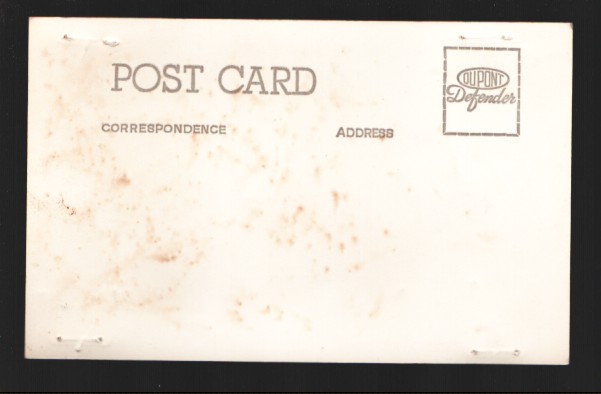 POST CARD
DUPONT
Defender
CORRESPONDENCE
ADDRESS